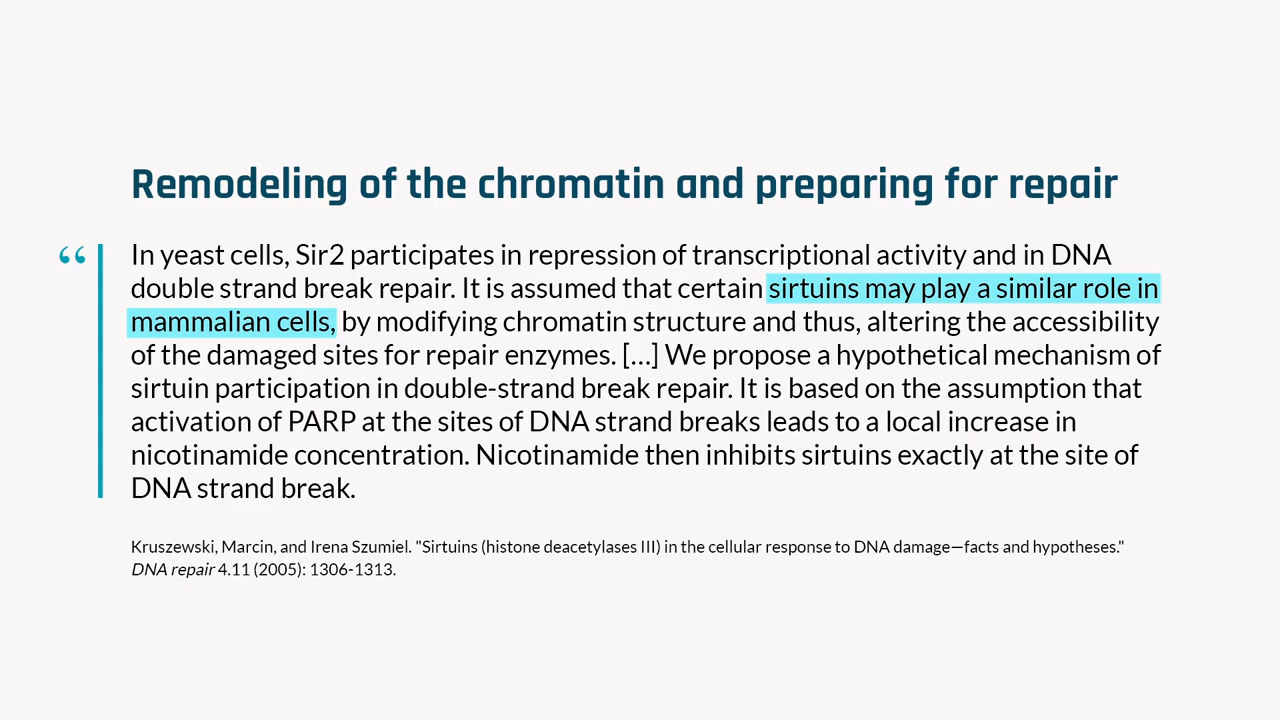 Remodeling of the chromatin and preparing for repair
“
In yeast cells, Sir2 participates in repression of transcriptional activity and in DNA
double strand break repair. It is assumed that certain sirtuins may play a similar role in
mammalian cells, by modifying chromatin structure and thus, altering the accessibility
of the damaged sites for repair enzymes. […] We propose a hypothetical mechanism of
sirtuin participation in double-strand break repair. It is based on the assumption that
activation of PARP at the sites of DNA strand breaks leads to a local increase in
nicotinamide concentration. Nicotinamide then inhibits sirtuins exactly at the site of
DNA strand break.
Kruszewski, Marcin, and Irena Szumiel. "Sirtuins (histone deacetylases III) in the cellular response to DNA damage—facts and hypotheses."
DNA repair 4.11 (2005): 1306-1313.